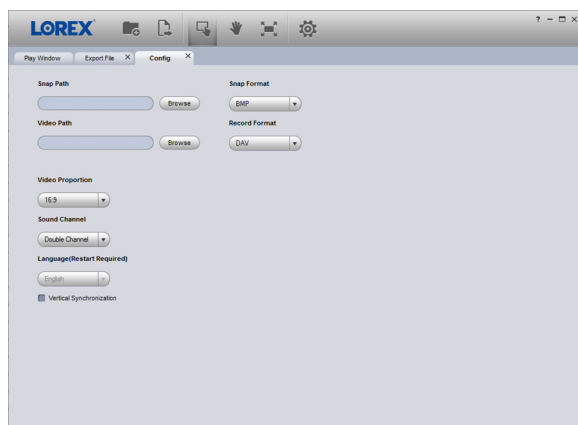 LOREX
? 
Play Window Export File X Config X
Snap Path Snap Format
Browse BMP
Video Path Record Format
Browse DAV
Video Proportion
16:9
Sound Channel
Double Channel
Language(Restart Required)
English
Vertical Synchronization